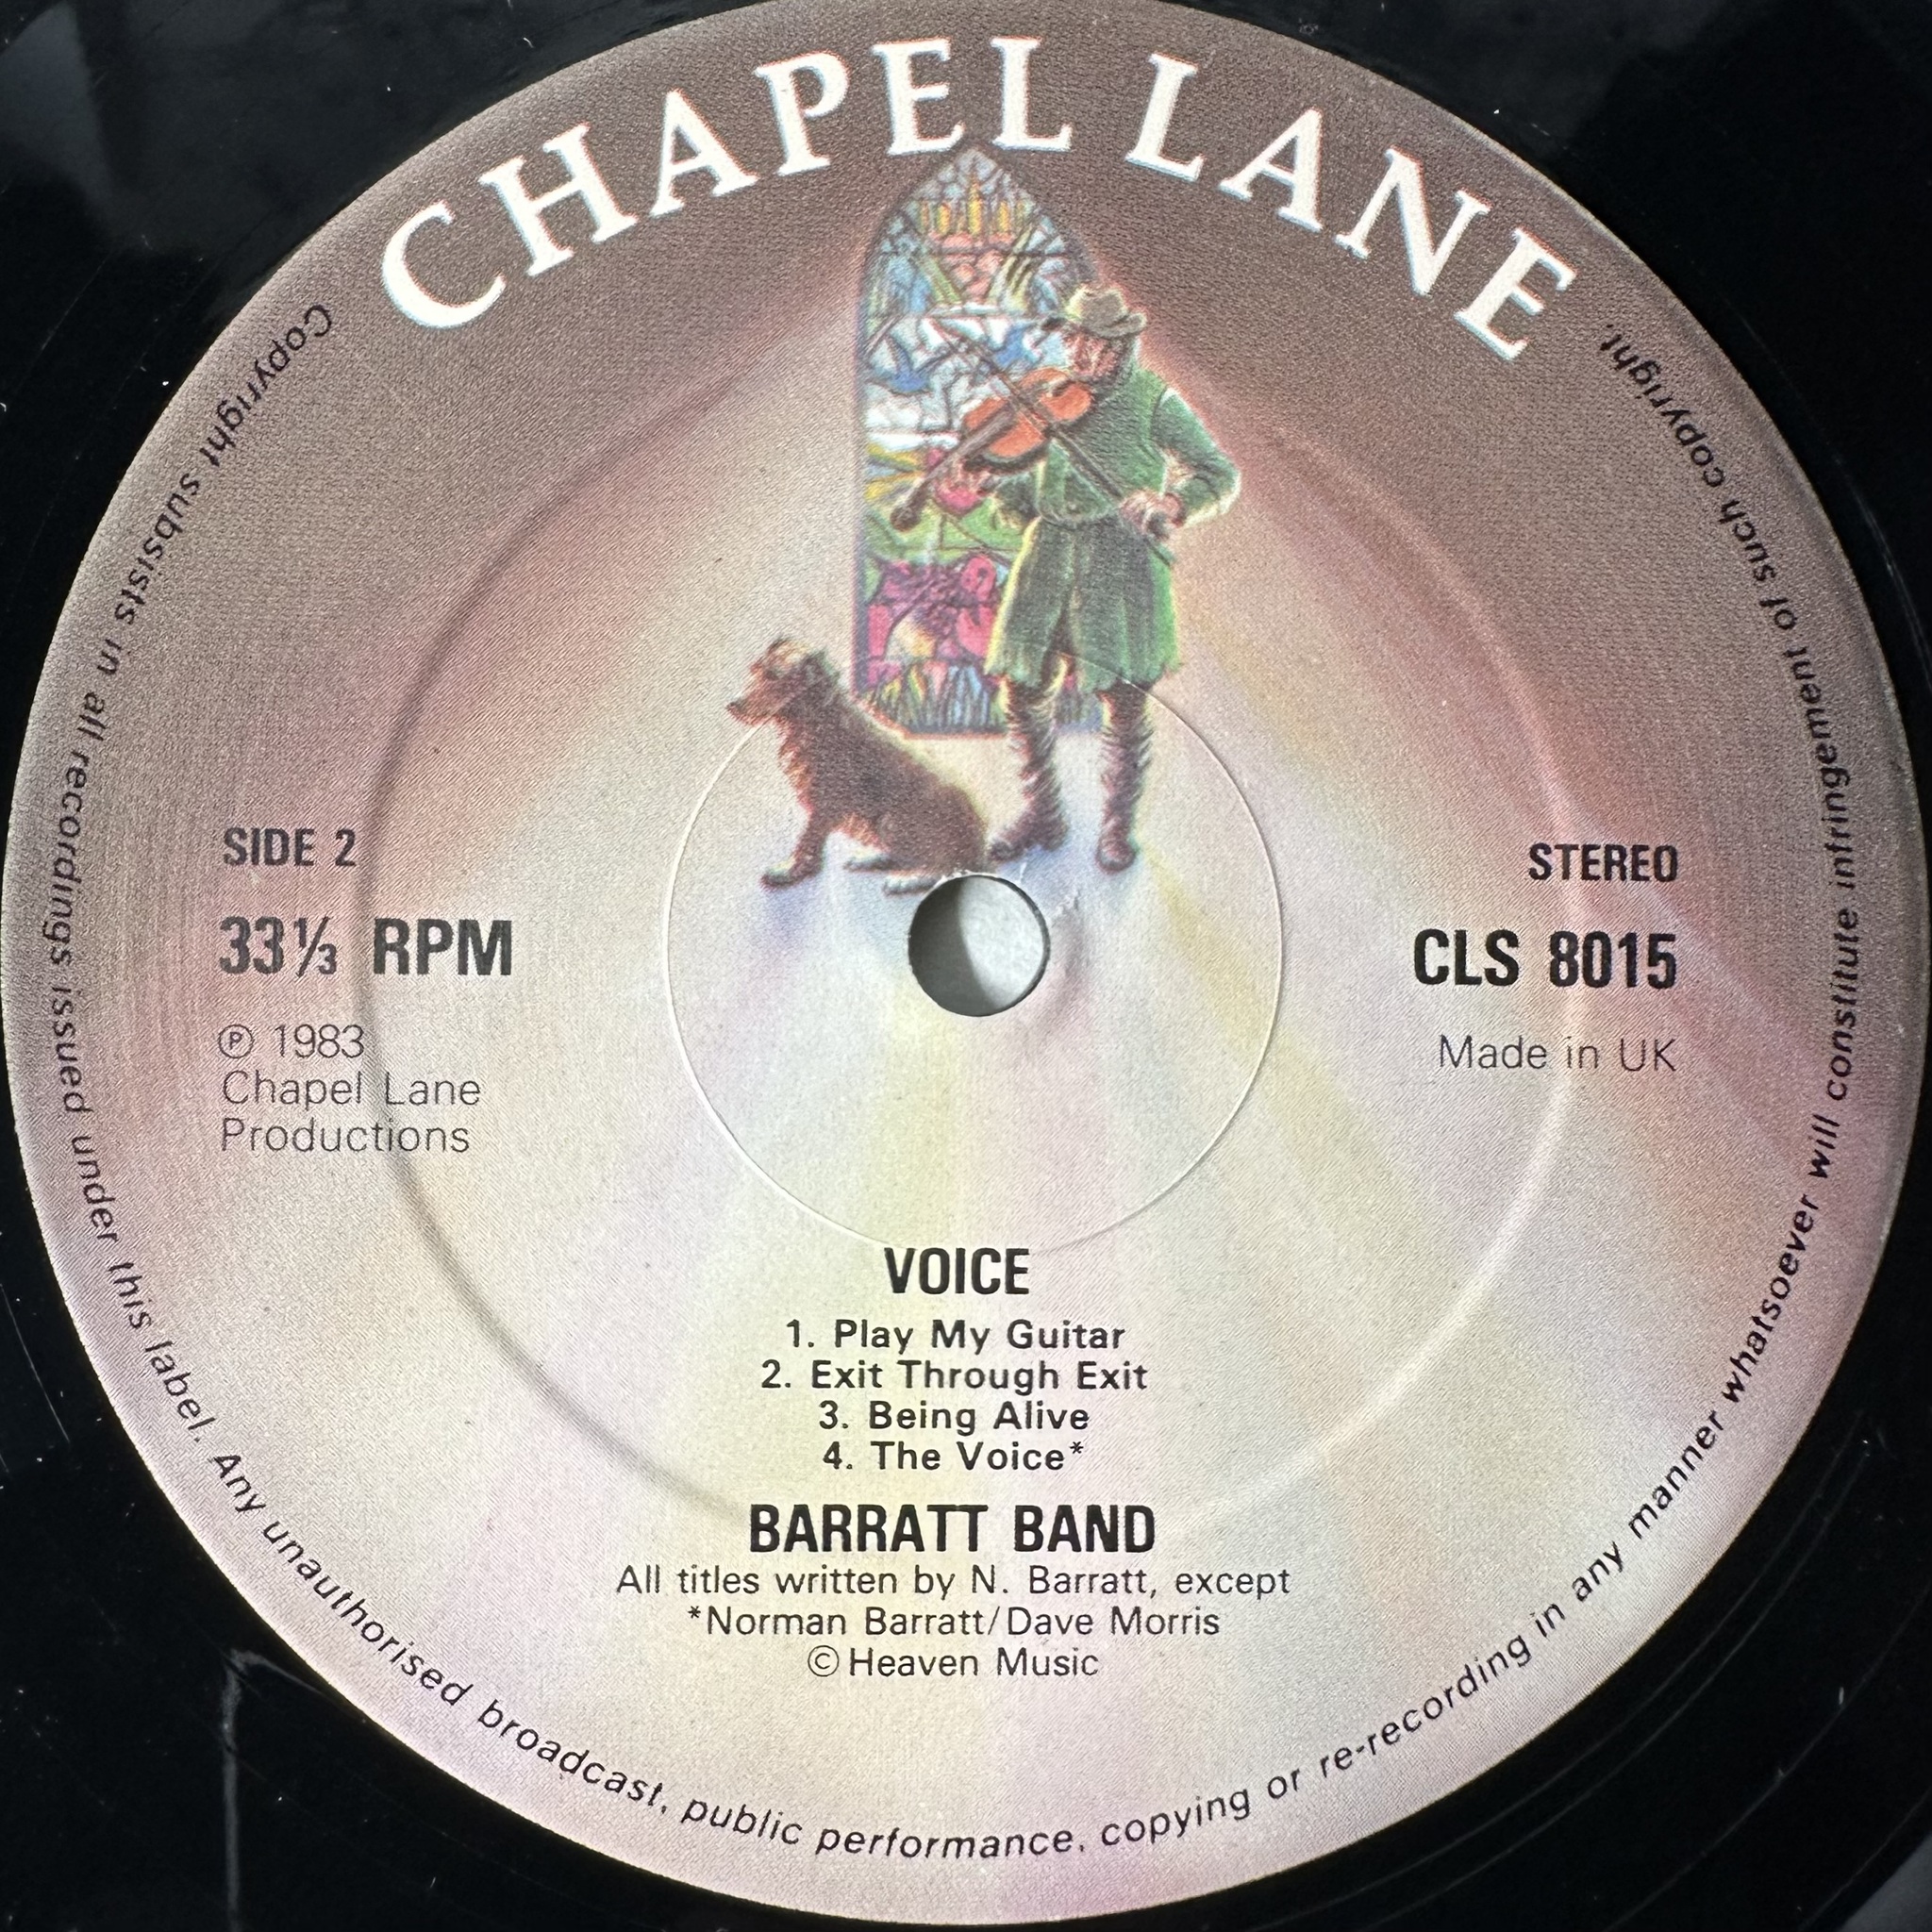 CHAPEL LANE
SIDE 2
33⅓ RPM
℗ 1983
Chapel Lane
Productions
STEREO
CLS 8015
Made in UK
VOICE
1. Play My Guitar
2. Exit Through Exit
3. Being Alive
4. The Voice*
BARRATT BAND
All titles written by N. Barratt, except
*Norman Barratt/Dave Morris
© Heaven Music
Copyright subsists in all recordings issued under this label. Any unauthorised broadcast, public performance, copying or re-recording in any manner whatsoever will constitute infringement of such copyright.